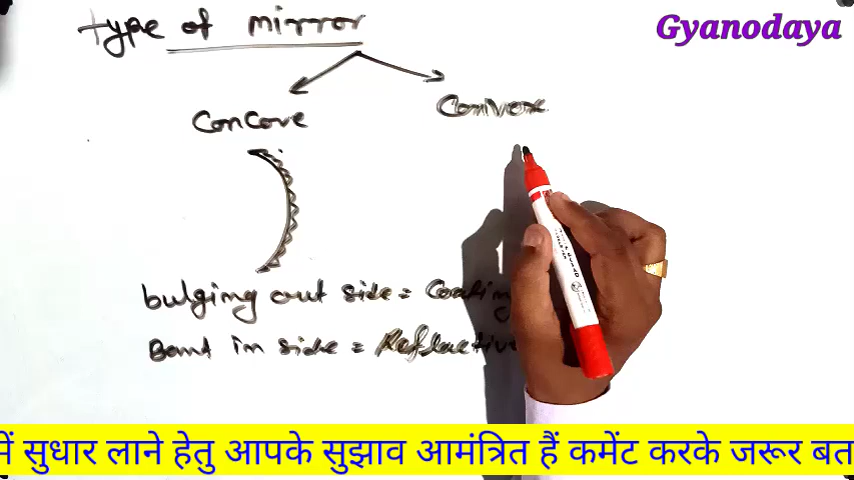 type of mirror
Gyanodaya
Concove
Convex
bulging out side = Coating
Bent in side = Reflective
में सुधार लाने हेतु आपके सुझाव आमंत्रित हैं कमेंट करके जरूर बत